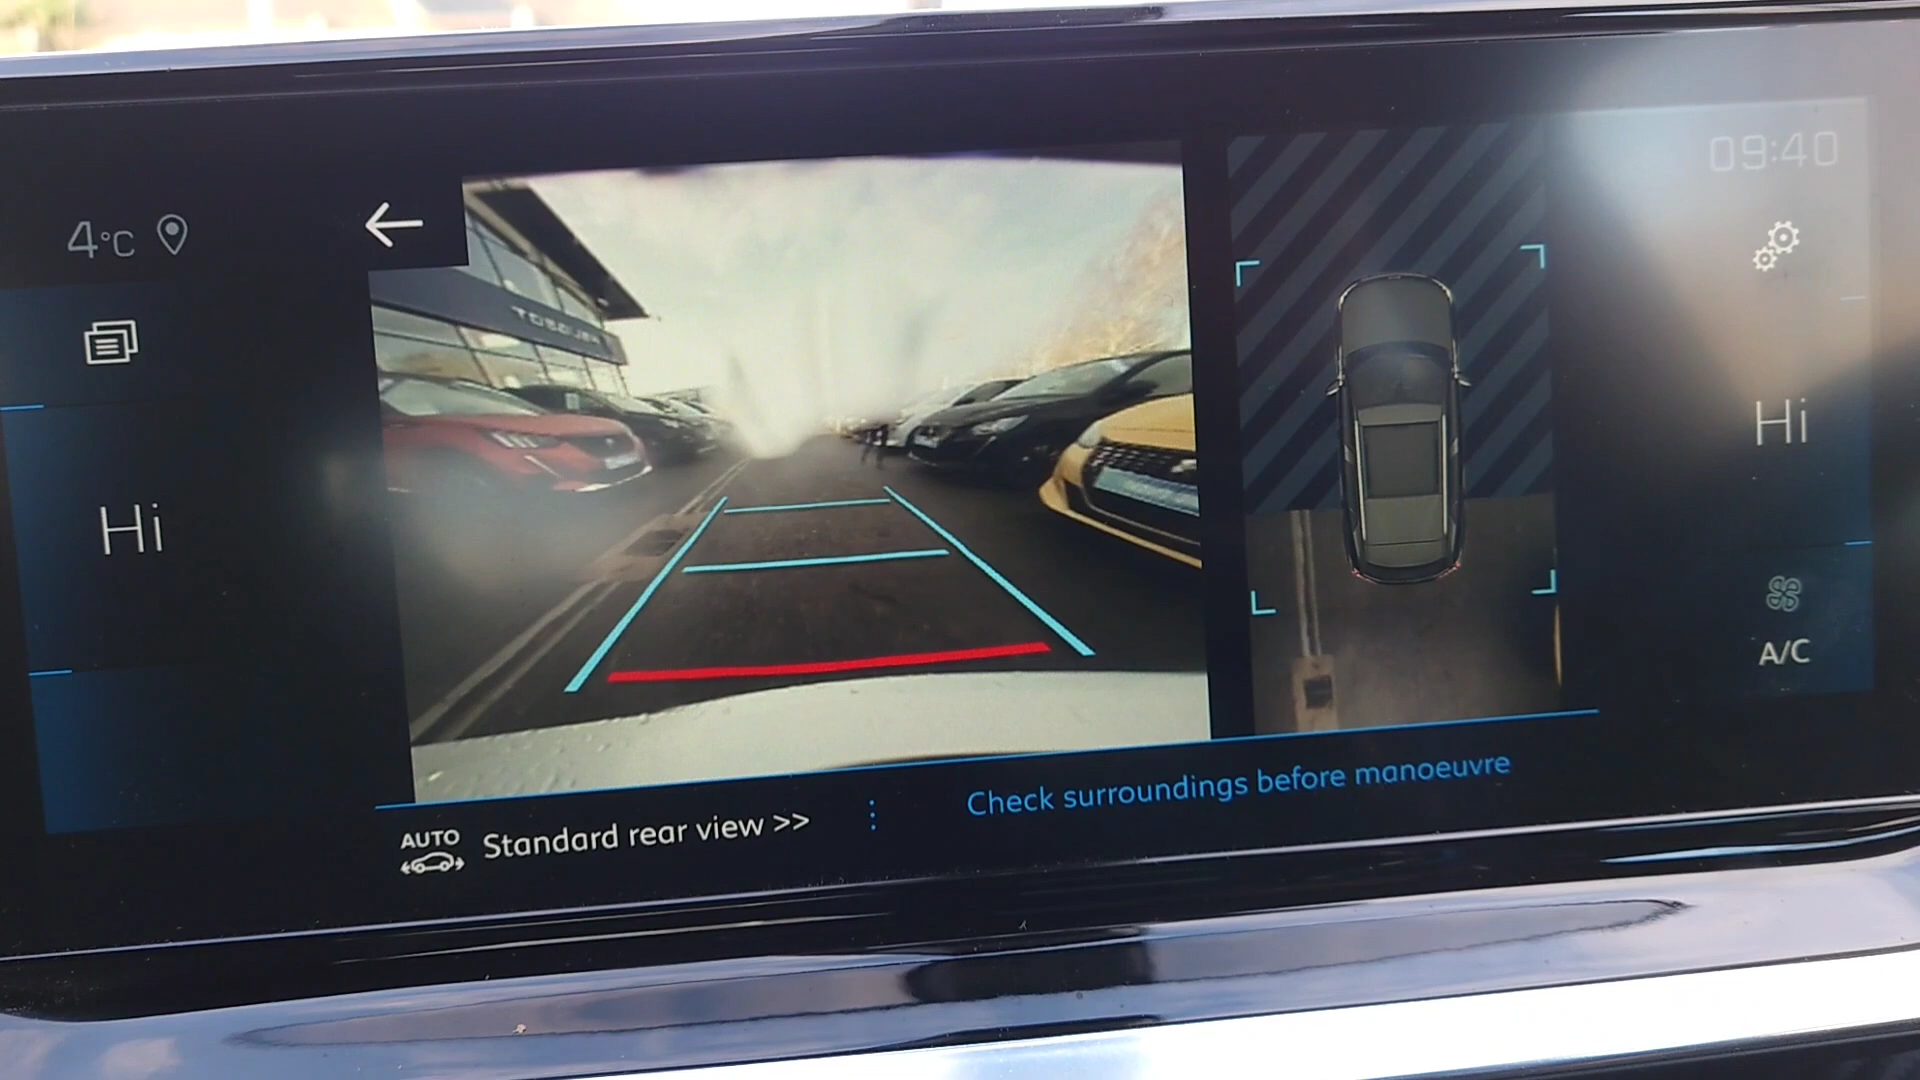 4°C
09:40
Hi
Hi
A/C
Check surroundings before manoeuvre
AUTO
Standard rear view >>